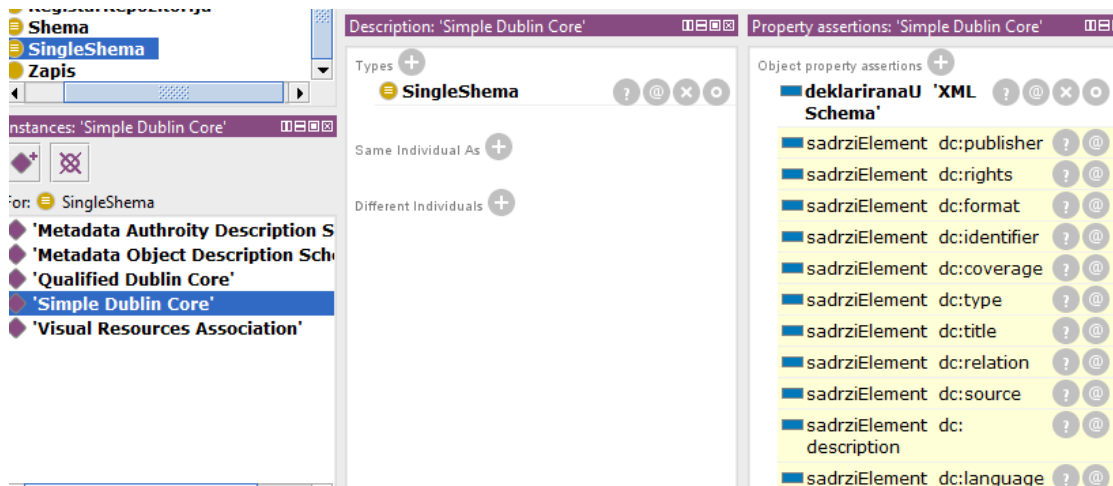 RegistarRepozitorija
Shema
SingleShema
Zapis
nstances: 'Simple Dublin Core'
For: SingleShema
'Metadata Authroity Description S
'Metadata Object Description Sch
'Qualified Dublin Core'
'Simple Dublin Core'
'Visual Resources Association'
Description: 'Simple Dublin Core'
Types
SingleShema
Same Individual As
Different Individuals
Property assertions: 'Simple Dublin Core'
Object property assertions
deklariranaU 'XML
Schema'
sadrziElement dc:publisher
sadrziElement dc:rights
sadrziElement dc:format
sadrziElement dc:identifier
sadrziElement dc:coverage
sadrziElement dc:type
sadrziElement dc:title
sadrziElement dc:relation
sadrziElement dc:source
sadrziElement dc:
description
sadrziElement dc:language